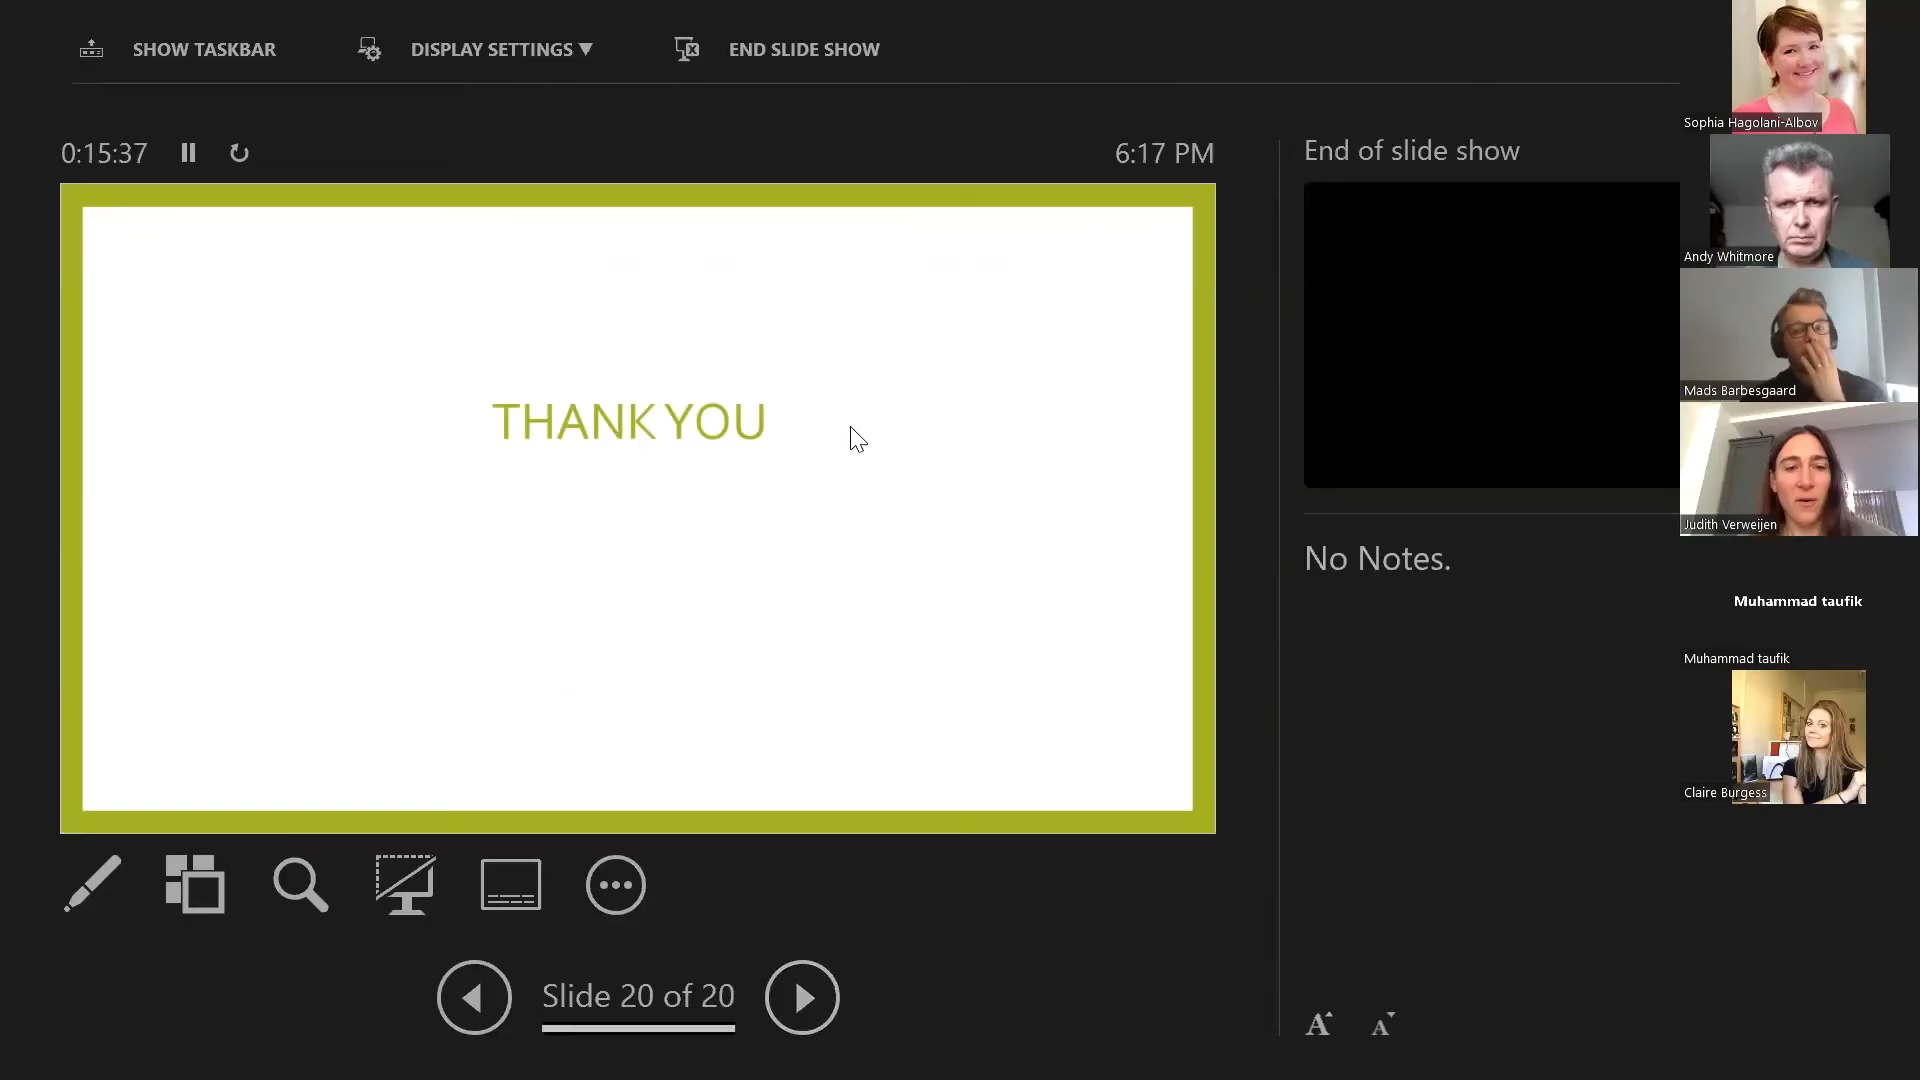 SHOW TASKBAR
DISPLAY SETTINGS ▼
END SLIDE SHOW
0:15:37
6:17 PM
End of slide show
THANK YOU
No Notes.
Slide 20 of 20
A
A
Sophia Hagolani-Albov
Andy Whitmore
Mads Barbesgaard
Judith Verweijen
Muhammad taufik
Muhammad taufik
Claire Burgess